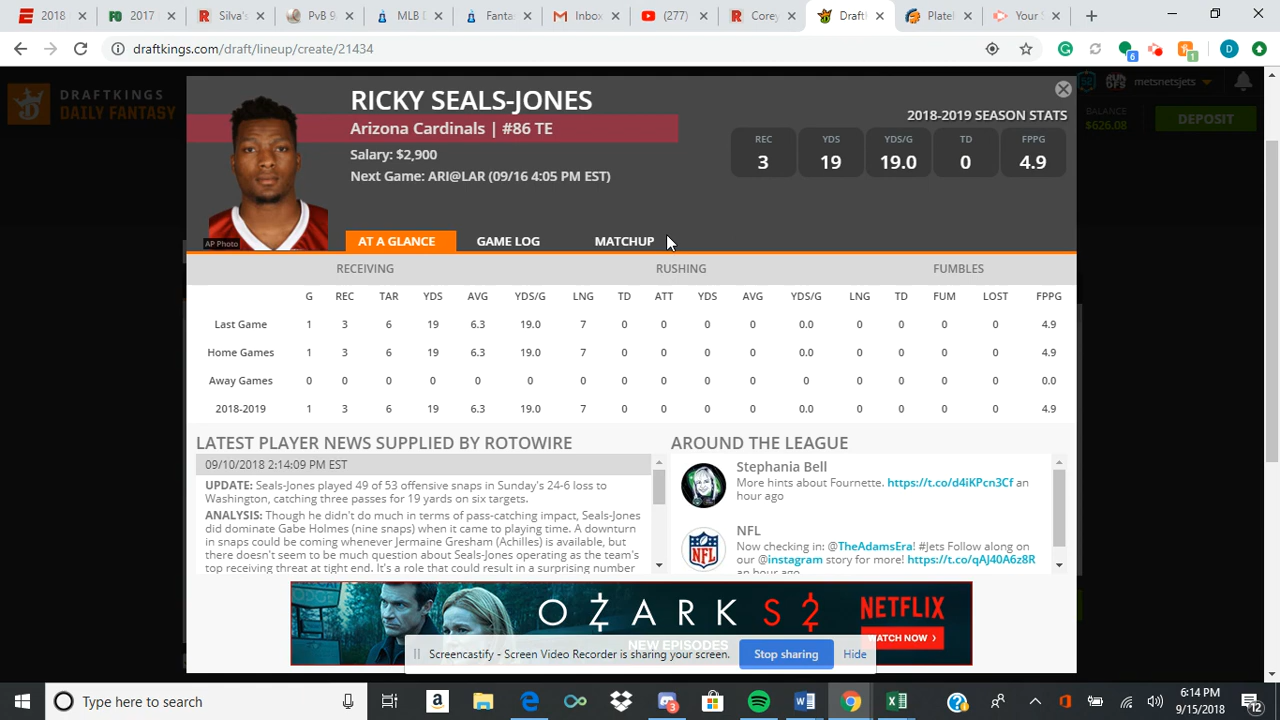 2018
2017
Silva's
PvB 9
MLB D
Fantas
Inbox
(277)
Corey
Draft
Platef
Your S
draftkings.com/draft/lineup/create/21434
D
6
1
DRAFTKINGS
DAILY FANTASY
metsnetsjets
BALANCE
$626.08
DEPOSIT
RICKY SEALS-JONES
Arizona Cardinals | #86 TE
Salary: $2,900
Next Game: ARI@LAR (09/16 4:05 PM EST)
AP Photo
2018-2019 SEASON STATS
REC YDS YDS/G TD FPPG
3 19 19.0 0 4.9
AT A GLANCE GAME LOG MATCHUP
RECEIVING RUSHING FUMBLES
G REC TAR YDS AVG YDS/G LNG TD ATT YDS AVG YDS/G LNG TD FUM LOST FPPG
Last Game 1 3 6 19 6.3 19.0 7 0 0 0 0 0.0 0 0 0 0 4.9
Home Games 1 3 6 19 6.3 19.0 7 0 0 0 0 0.0 0 0 0 0 4.9
Away Games 0 0 0 0 0 0 0 0 0 0 0 0 0 0 0 0 0.0
2018-2019 1 3 6 19 6.3 19.0 7 0 0 0 0 0.0 0 0 0 0 4.9
LATEST PLAYER NEWS SUPPLIED BY ROTOWIRE
09/10/2018 2:14:09 PM EST
UPDATE: Seals-Jones played 49 of 53 offensive snaps in Sunday's 24-6 loss to
Washington, catching three passes for 19 yards on six targets.
ANALYSIS: Though he didn't do much in terms of pass-catching impact, Seals-Jones
did dominate Gabe Holmes (nine snaps) when it came to playing time. A downturn
in snaps could be coming whenever Jermaine Gresham (Achilles) is available, but
there doesn't seem to be much question about Seals-Jones operating as the team's
top receiving threat at tight end. It's a role that could result in a surprising number
AROUND THE LEAGUE
Stephania Bell
More hints about Fournette. https://t.co/d4iKPcn3Cf an
hour ago
NFL
Now checking in: @TheAdamsEra! #Jets Follow along on
our @instagram story for more! https://t.co/qAJ40A6z8R
an hour ago
OZARK S2
NEW EPISODES
NETFLIX
WATCH NOW
Screencastify - Screen Video Recorder is sharing your screen.
Stop sharing
Hide
Type here to search
3
6:14 PM
9/15/2018
12